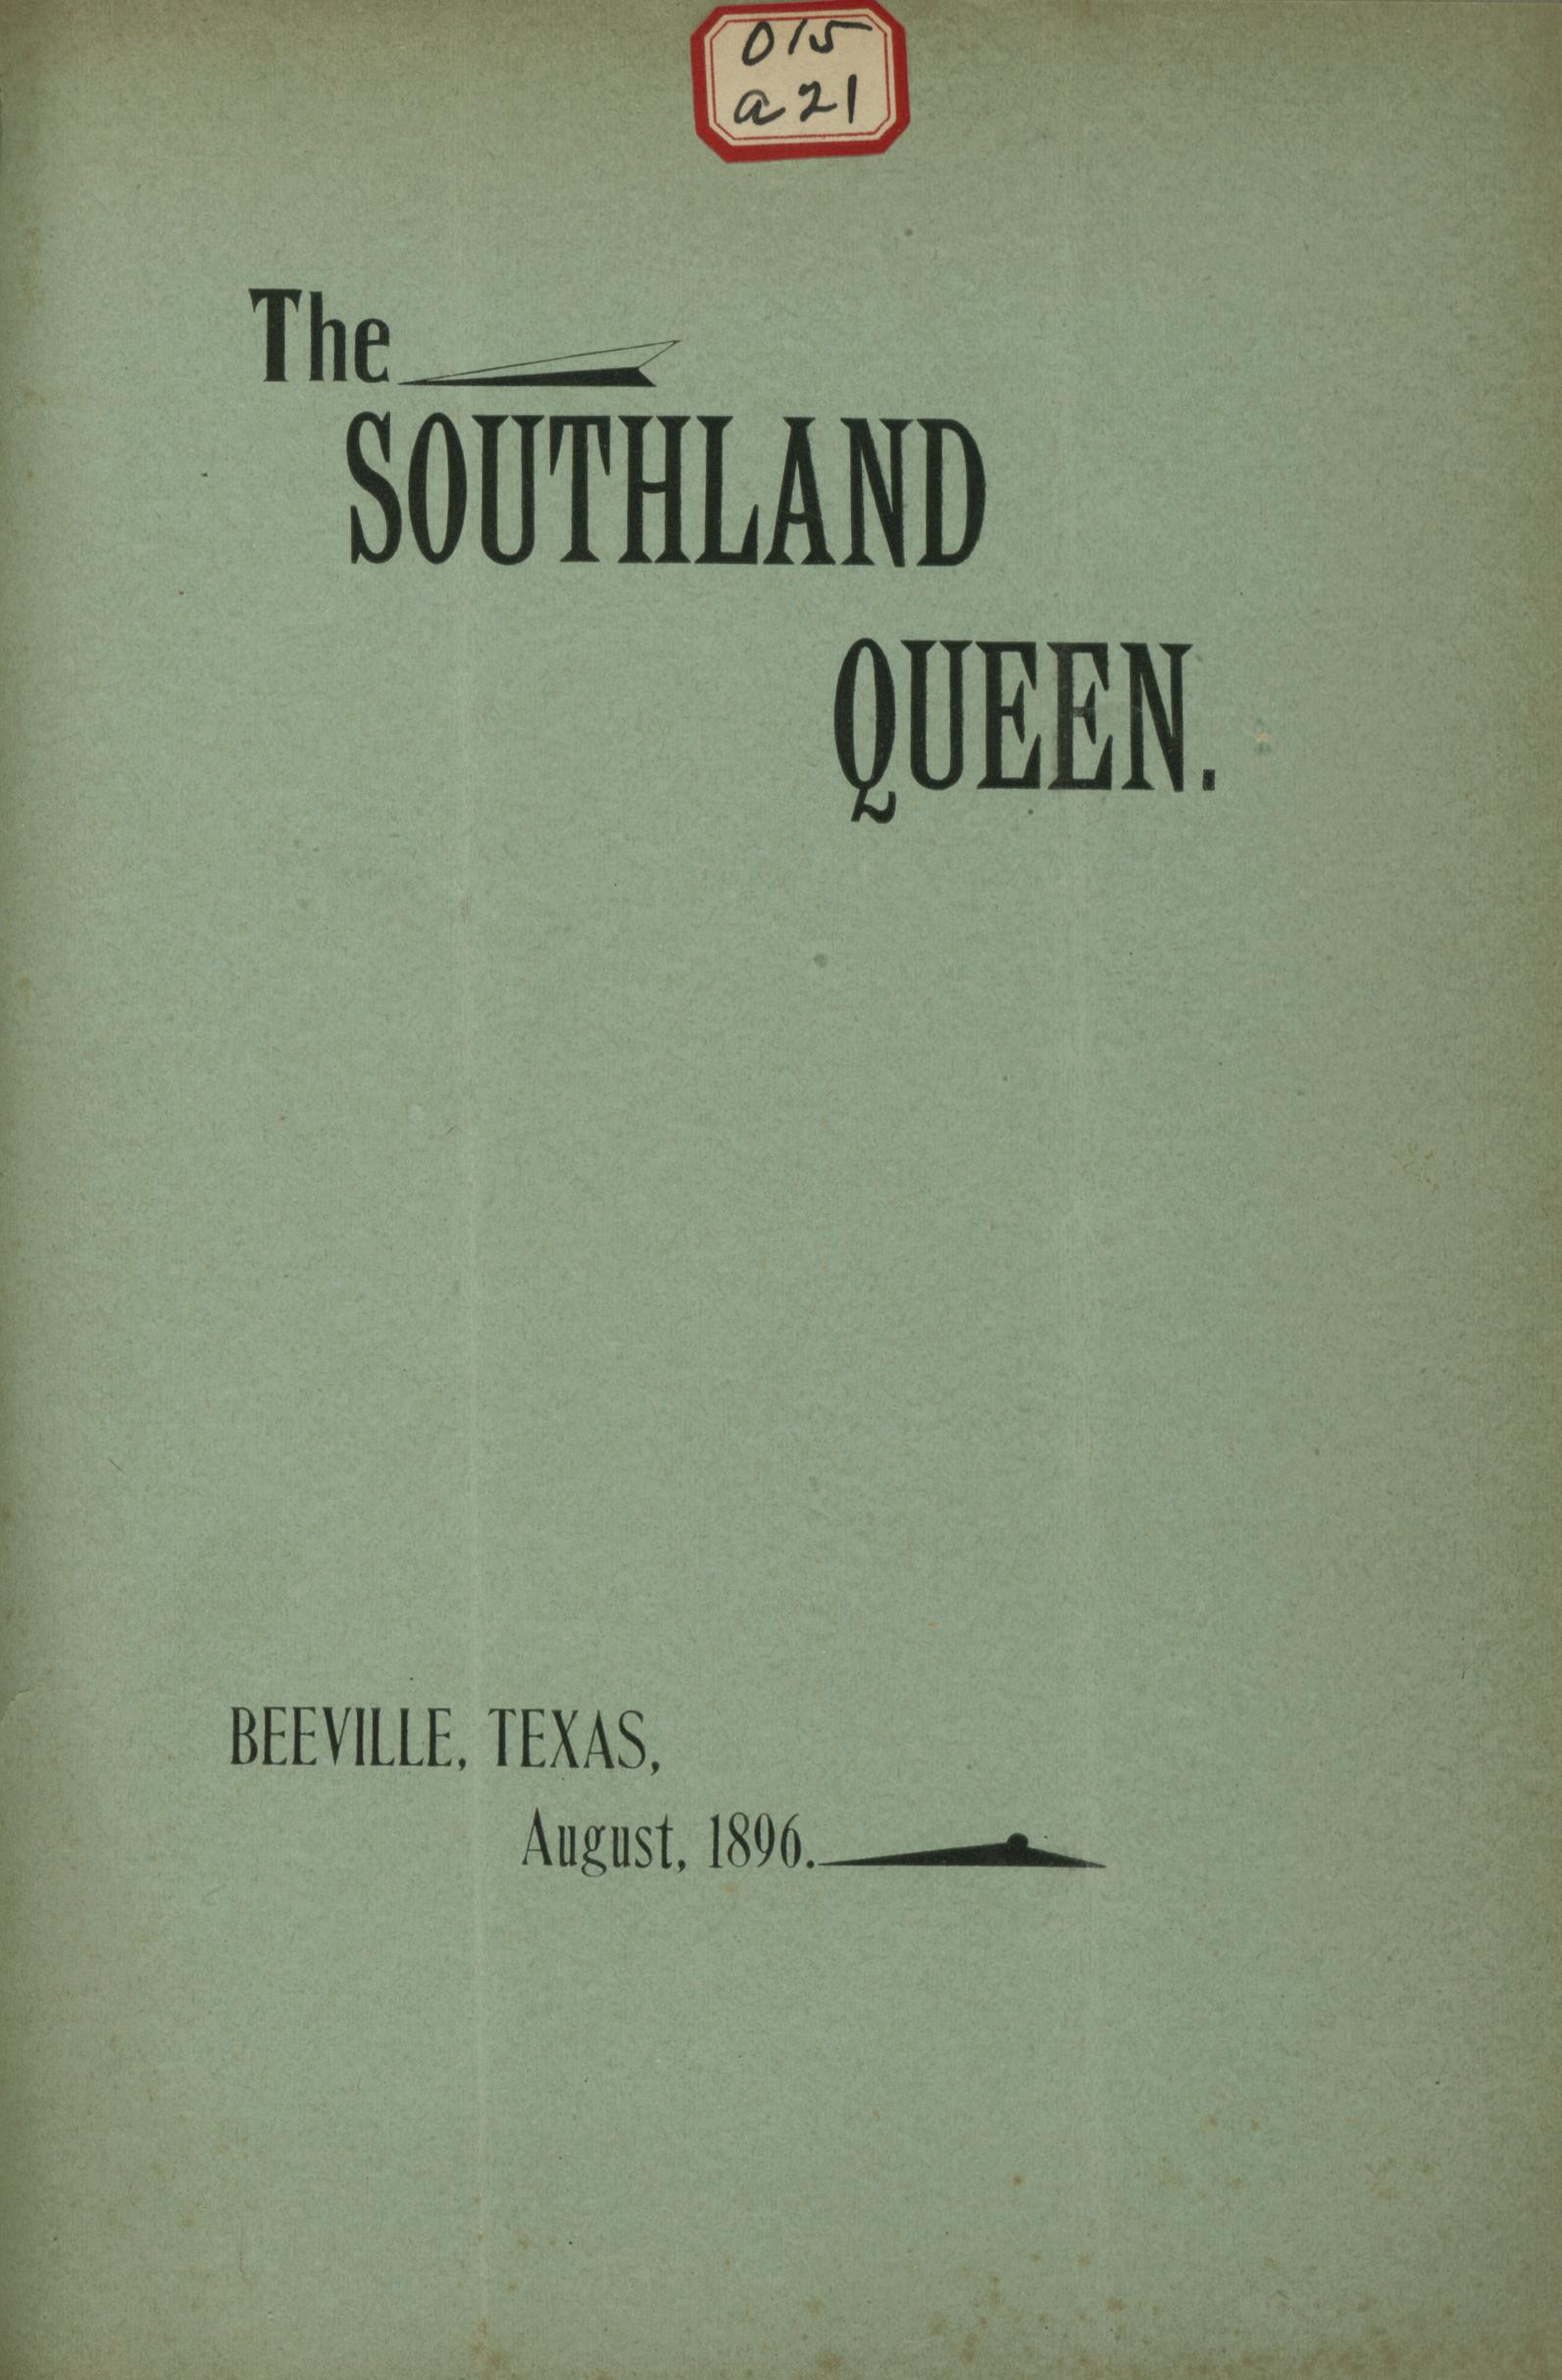 015
a21
The
SOUTHLAND
QUEEN.
BEEVILLE, TEXAS,
August, 1896.